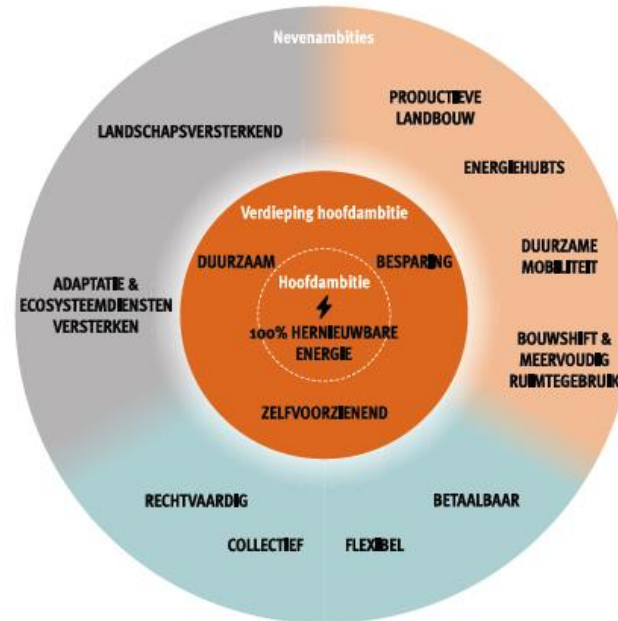 Nevenambities
PRODUCTIEVE
LANDBOUW
LANDSCHAPSVERSTERKEND
ENERGIEHUBTS
Verdieping hoofdambitie
DUURZAAM
BESPARING
DUURZAME
MOBILITEIT
Hoofdambitie
ADAPTATIE &
ECOSYSTEEMDIENSTEN
VERSTERKEN
100% HERNIEUWBARE
ENERGIE
BOUWSHIFT &
MEERVOUDIG
RUIMTEGEBRUIK
ZELFVOORZIENEND
RECHTVAARDIG
BETAALBAAR
COLLECTIEF
FLEXIBEL